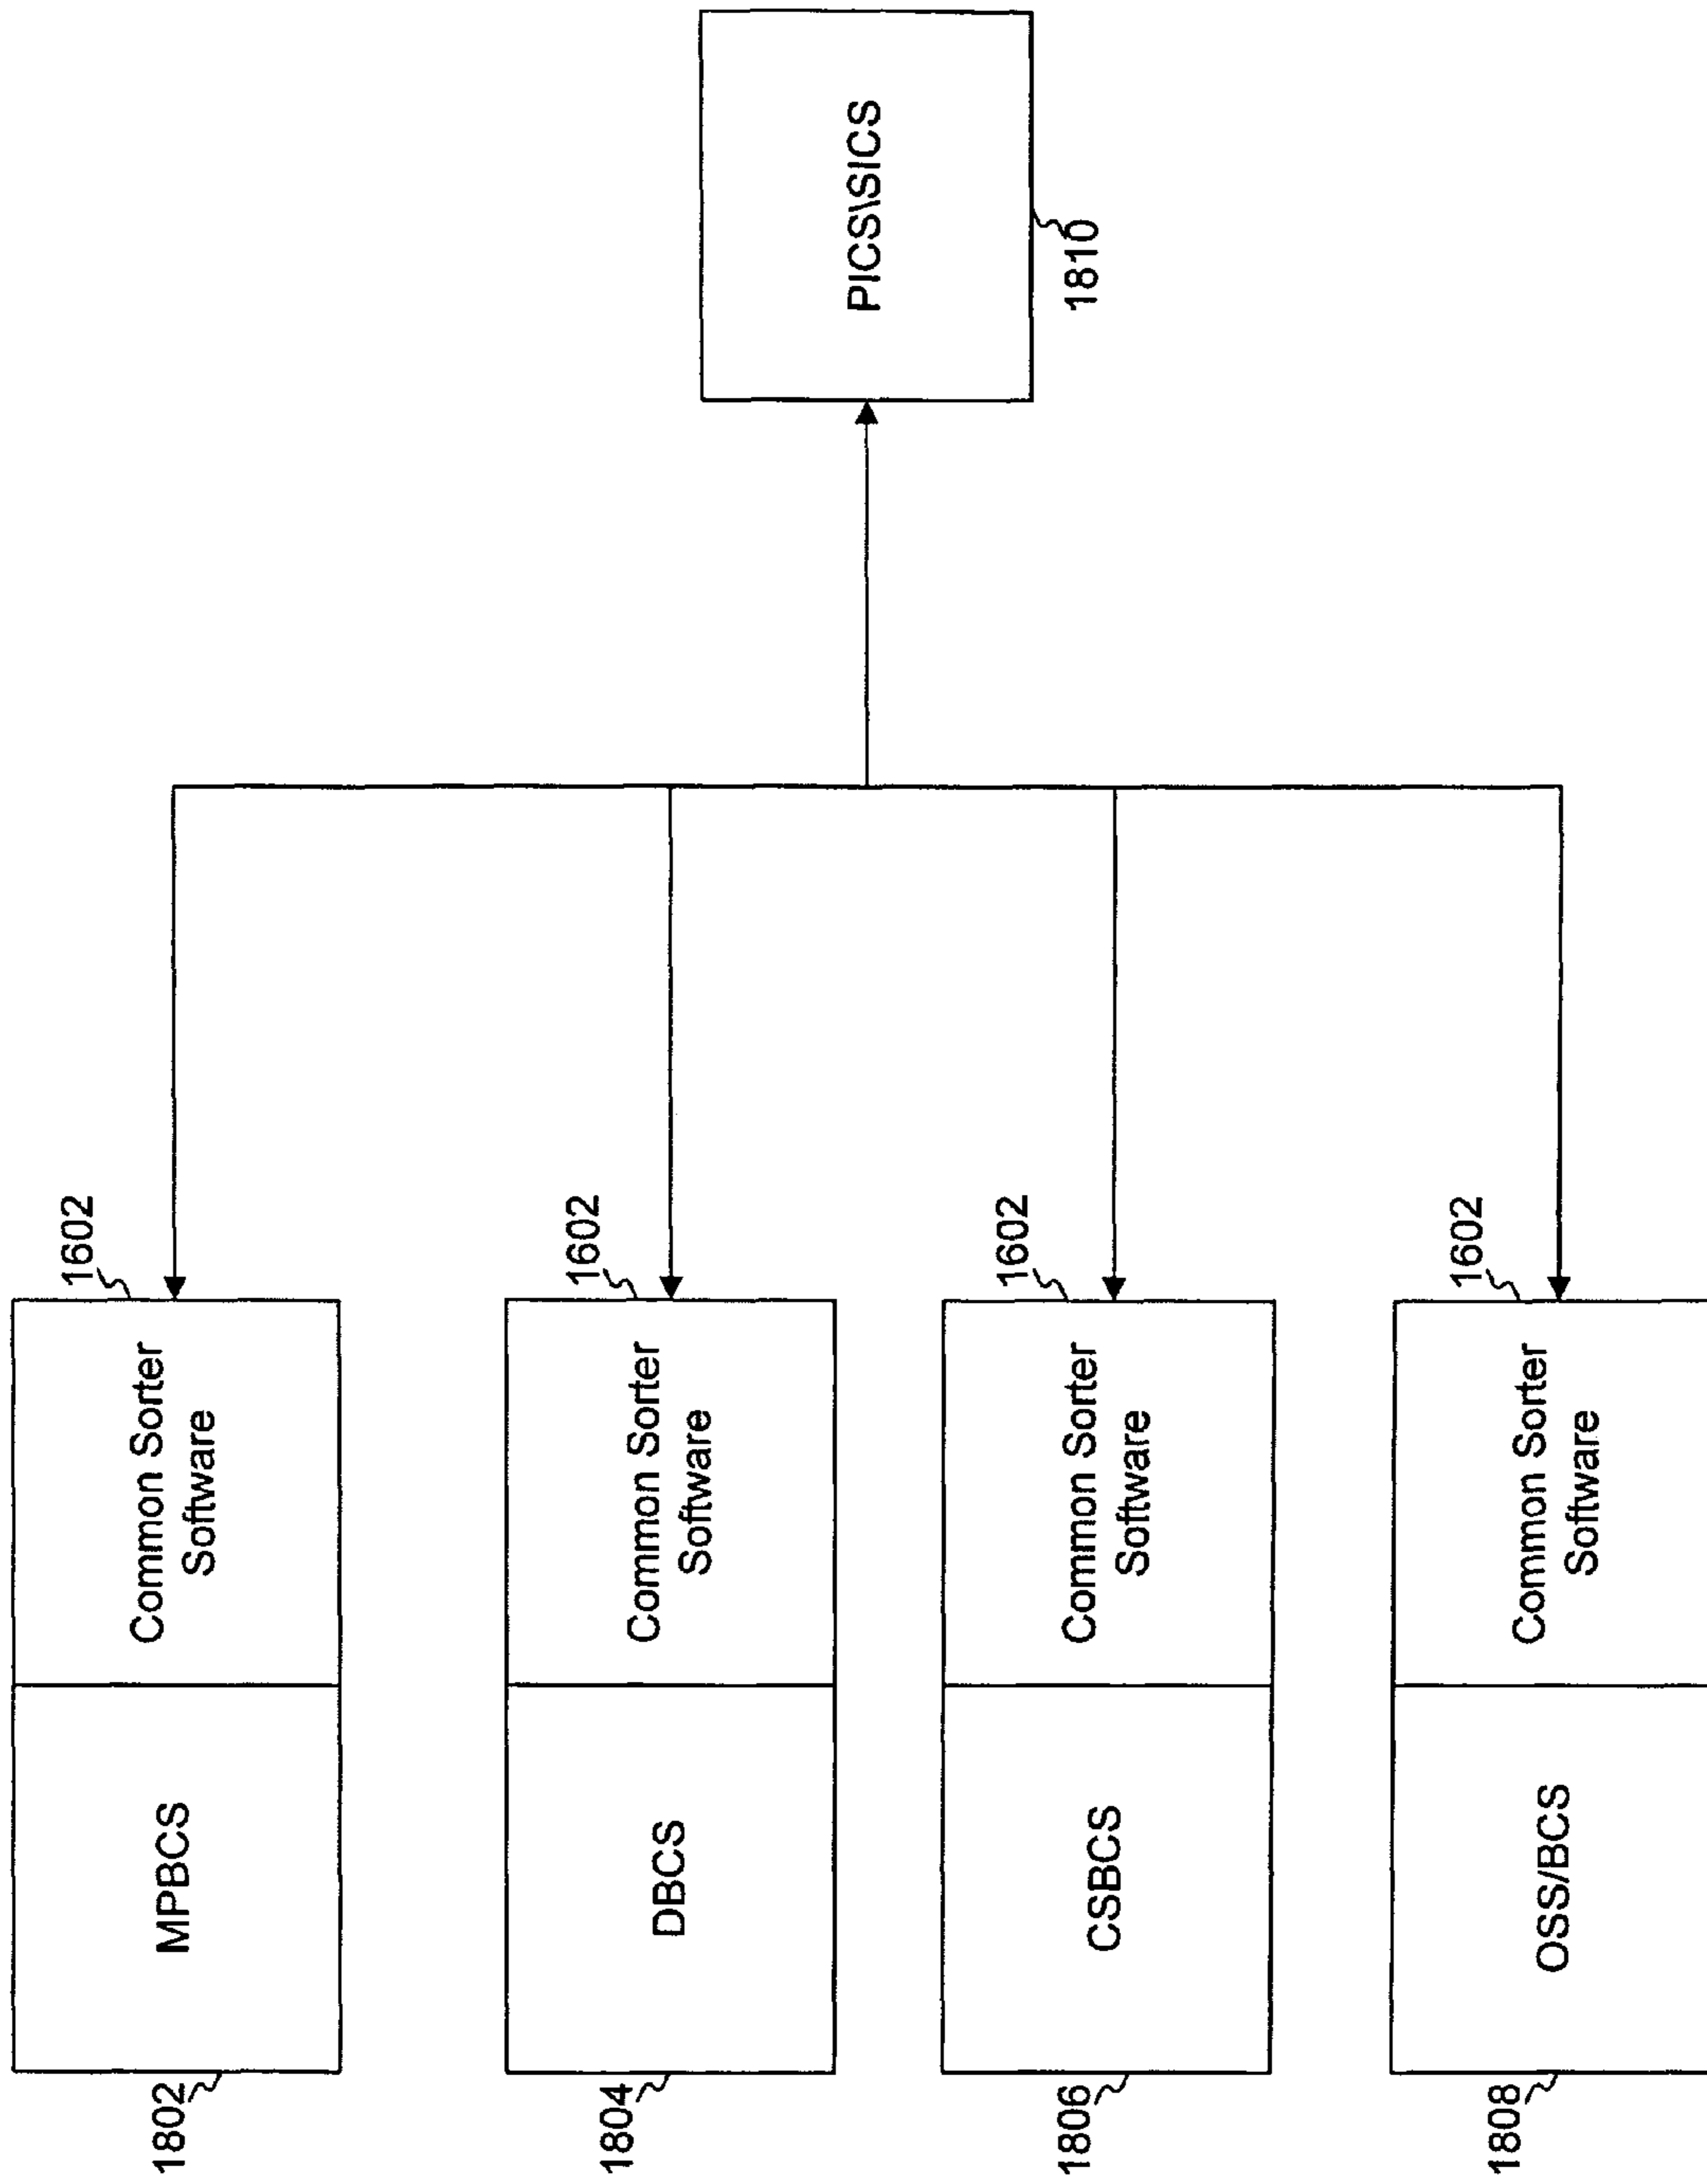 1802
MPBCS
Common Sorter
Software
1602
1804
DBCS
Common Sorter
Software
1602
1806
CSBCS
Common Sorter
Software
1602
1808
OSS/BCS
Common Sorter
Software
1602
PICS\SICS
1810